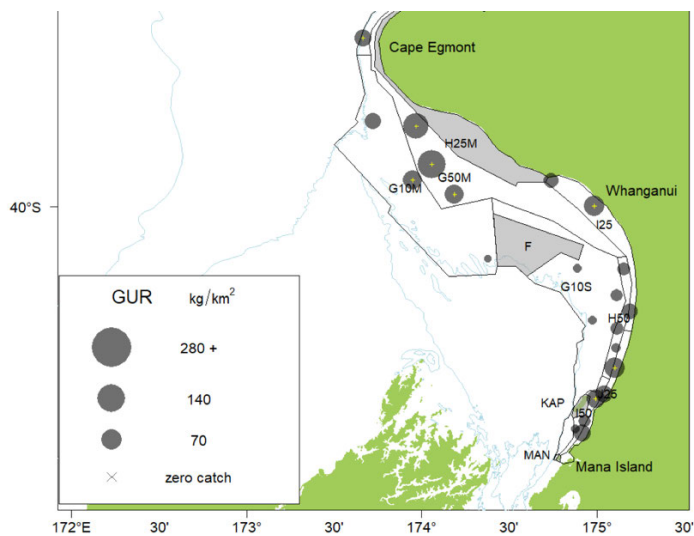 Cape Egmont
H25M
G50M
G10M
Whanganui
40°S
I25
F
G10S
GUR kg/km²
H50
280 +
140
KAP
I50
70
MAN
Mana Island
zero catch
172°E 30' 173° 30' 174° 30' 175° 30'